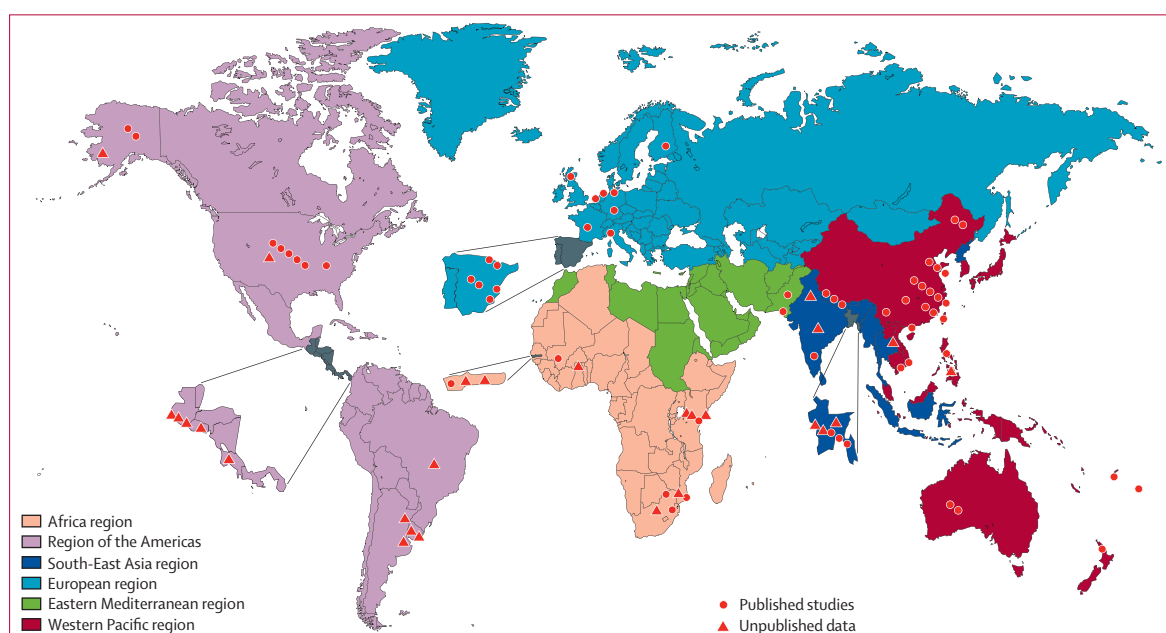 Africa region
Region of the Americas
South-East Asia region
European region
Eastern Mediterranean region
Western Pacific region
Published studies
Unpublished data